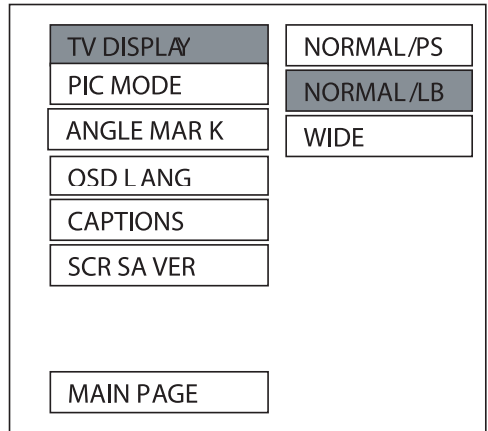 TV DISPLAY
PIC MODE
ANGLE MAR K
OSD L ANG
CAPTIONS
SCR SA VER
MAIN PAGE
NORMAL/PS
NORMAL/LB
WIDE